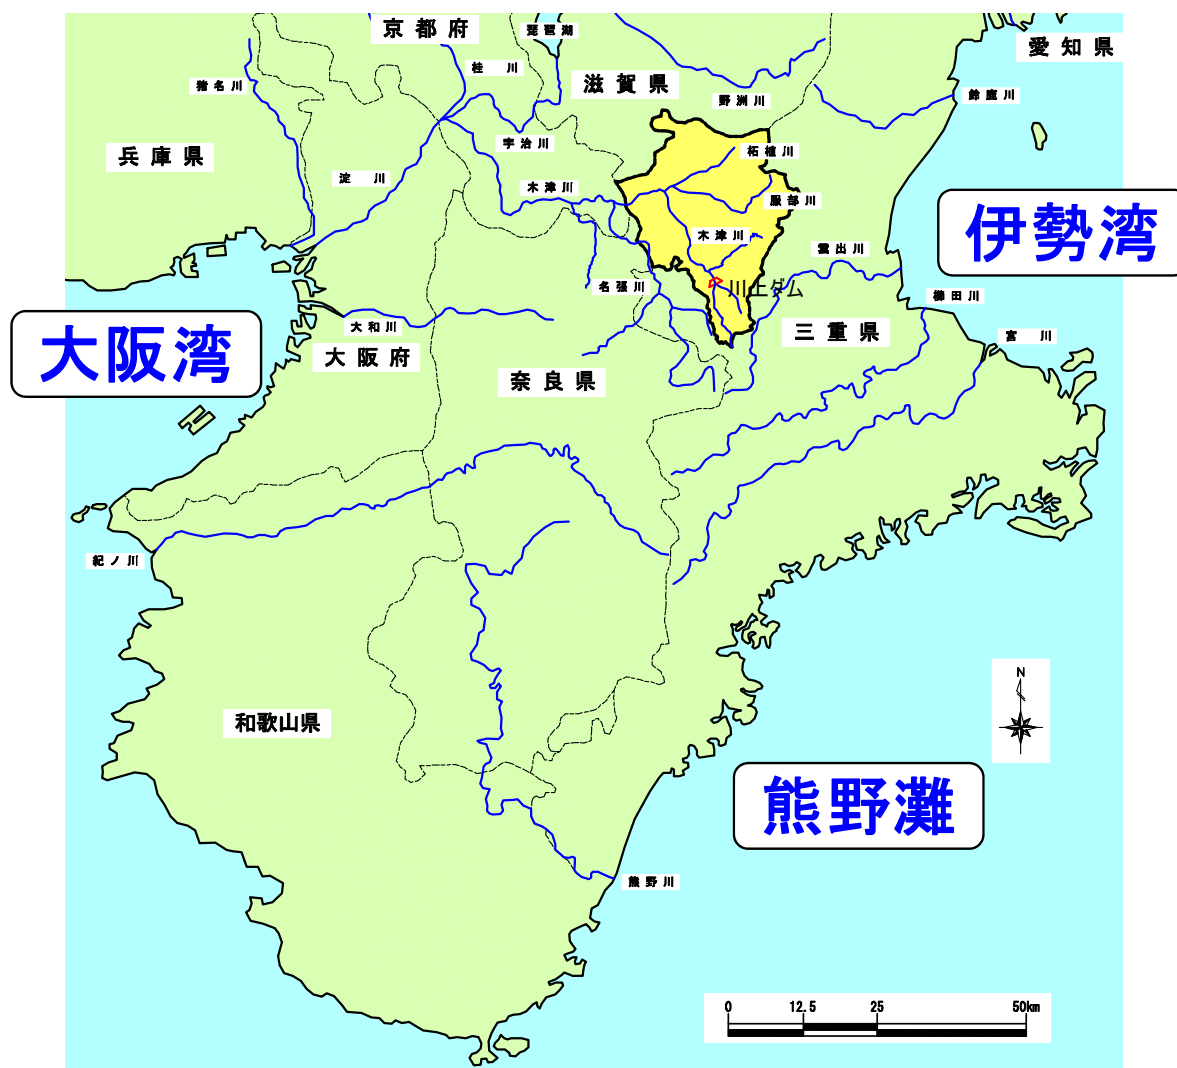 京都府
琵琶湖
愛知県
桂川
滋賀県
猪名川
野洲川
鈴鹿川
宇治川
兵庫県
柘植川
淀川
木津川
服部川
伊勢湾
木津川
雲出川
名張川
川上ダム
櫛田川
大和川
大阪湾
大阪府
三重県
宮川
奈良県
紀ノ川
N
和歌山県
熊野灘
熊野川
0 12.5 25 50km